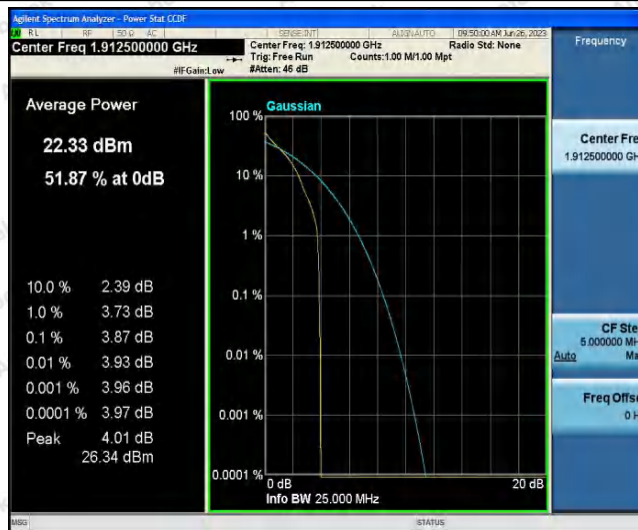 Agilent Spectrum Analyzer - Power Stat CCDF
RL RF 50 Ω AC SENSE:INT ALIGN AUTO 09:50:00 AM Jun 26, 2023
Center Freq 1.912500000 GHz
Center Freq: 1.912500000 GHz Radio Std: None
Trig: Free Run Counts:1.00 M/1.00 Mpt
#IFGain:Low #Atten: 46 dB
Frequency
Average Power
22.33 dBm
51.87 % at 0dB
10.0 % 2.39 dB
1.0 % 3.73 dB
0.1 % 3.87 dB
0.01 % 3.93 dB
0.001 % 3.96 dB
0.0001 % 3.97 dB
Peak 4.01 dB
26.34 dBm
Gaussian
100 %
10 %
1 %
0.1 %
0.01 %
0.001 %
0.0001 %
0 dB 20 dB
Info BW 25.000 MHz
Center Fre
1.912500000 GH
CF Ste
5.000000 MH
Auto Ma
Freq Offs
0 H
MSG STATUS